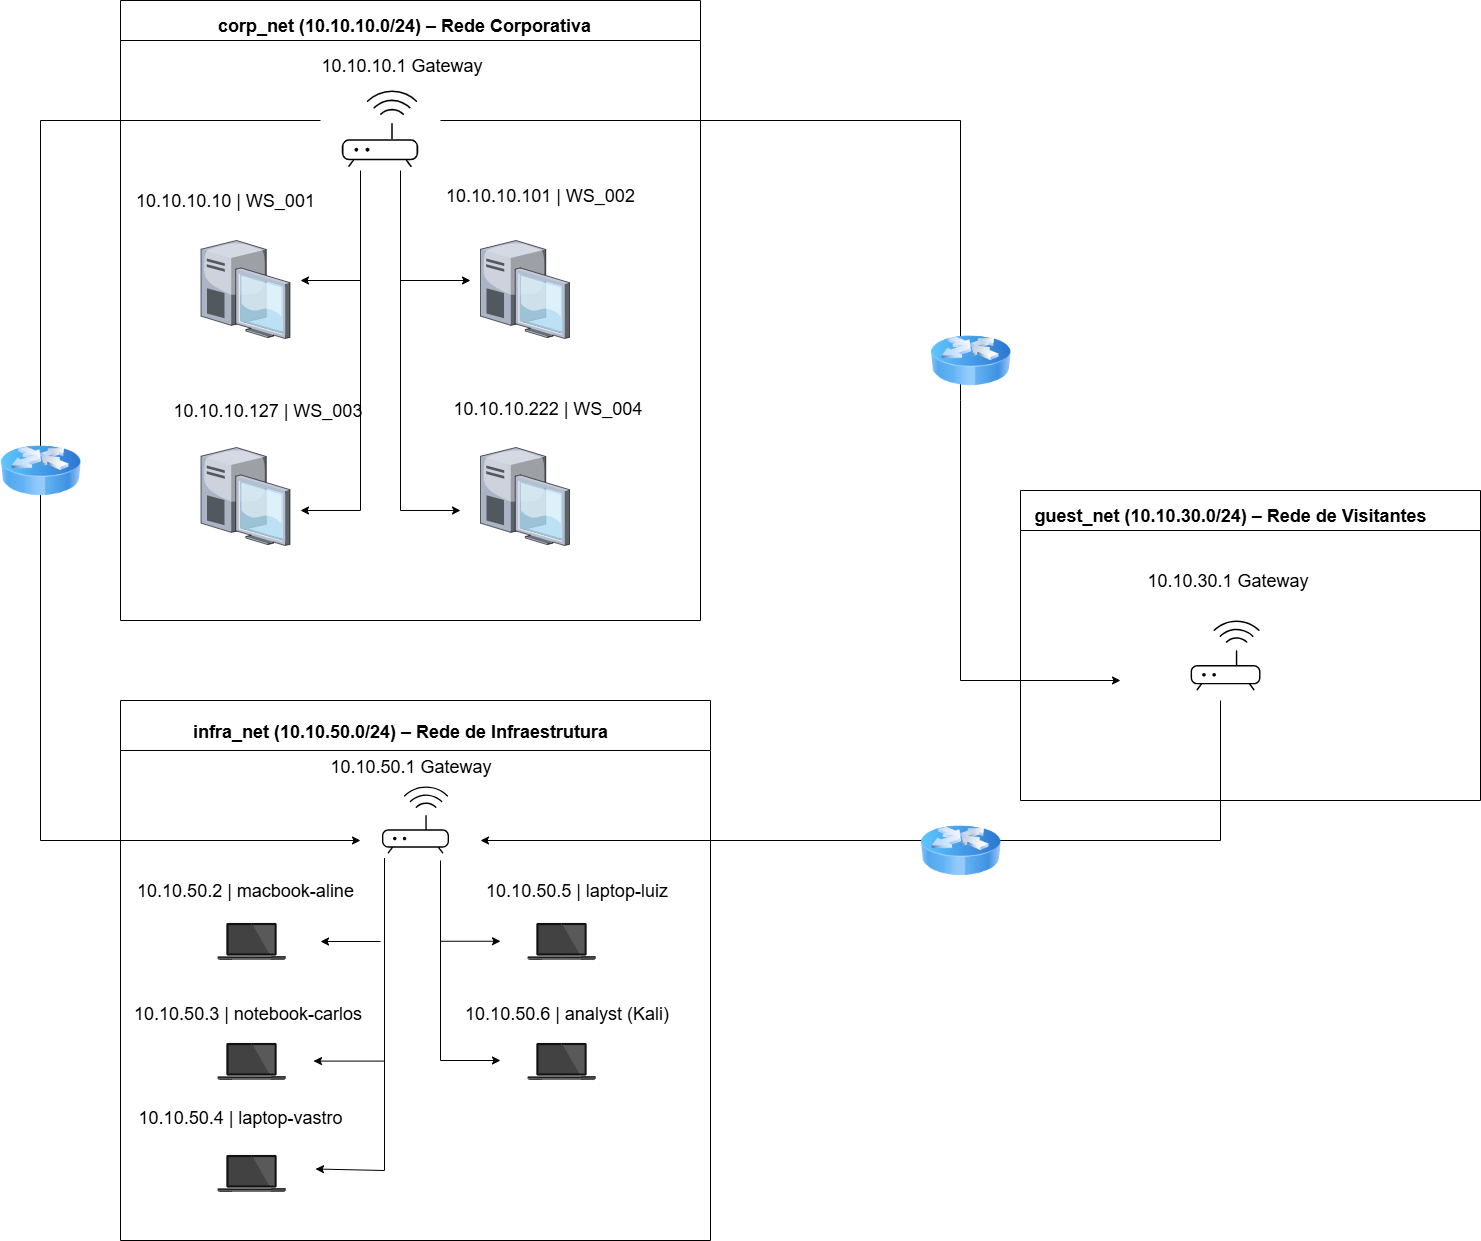 corp_net (10.10.10.0/24) – Rede Corporativa
10.10.10.1 Gateway
10.10.10.10 | WS_001
10.10.10.101 | WS_002
10.10.10.127 | WS_003
10.10.10.222 | WS_004
guest_net (10.10.30.0/24) – Rede de Visitantes
10.10.30.1 Gateway
infra_net (10.10.50.0/24) – Rede de Infraestrutura
10.10.50.1 Gateway
10.10.50.2 | macbook-aline
10.10.50.5 | laptop-luiz
10.10.50.3 | notebook-carlos
10.10.50.6 | analyst (Kali)
10.10.50.4 | laptop-vastro